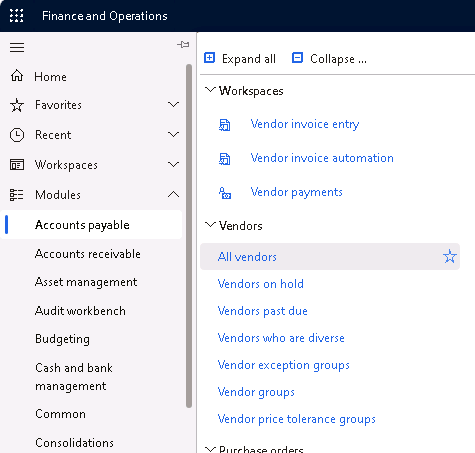 Finance and Operations
Home
Favorites
Recent
Workspaces
Modules
Accounts payable
Accounts receivable
Asset management
Audit workbench
Budgeting
Cash and bank
management
Common
Consolidations
Expand all
Collapse ...
Workspaces
Vendor invoice entry
Vendor invoice automation
Vendor payments
Vendors
All vendors
Vendors on hold
Vendors past due
Vendors who are diverse
Vendor exception groups
Vendor groups
Vendor price tolerance groups
Purchase orders